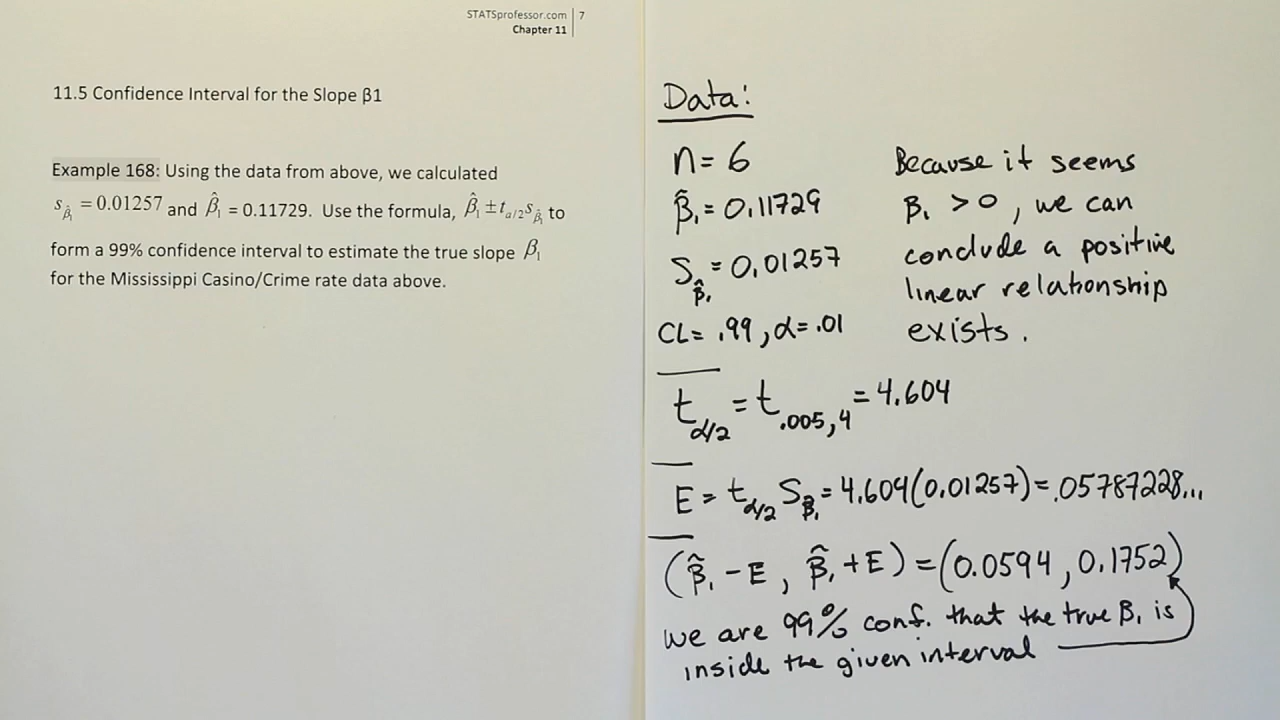 STATSprofessor.com | 7
Chapter 11
11.5 Confidence Interval for the Slope β1
Example 168: Using the data from above, we calculated
s_β̂₁ = 0.01257 and β̂₁ = 0.11729. Use the formula, β̂₁ ± t_{a/2}s_β̂₁ to
form a 99% confidence interval to estimate the true slope β₁
for the Mississippi Casino/Crime rate data above.
Data:
n = 6
β̂₁ = 0.11729
S_β̂₁ = 0.01257
CL = .99, α = .01
Because it seems
β₁ > 0, we can
conclude a positive
linear relationship
exists.
t_{α/2} = t_{.005,4} = 4.604
E = t_{α/2} S_β̂₁ = 4.604(0.01257) = .05787228...
(β̂₁ - E, β̂₁ + E) = (0.0594, 0.1752)
we are 99% conf. that the true β₁ is
inside the given interval